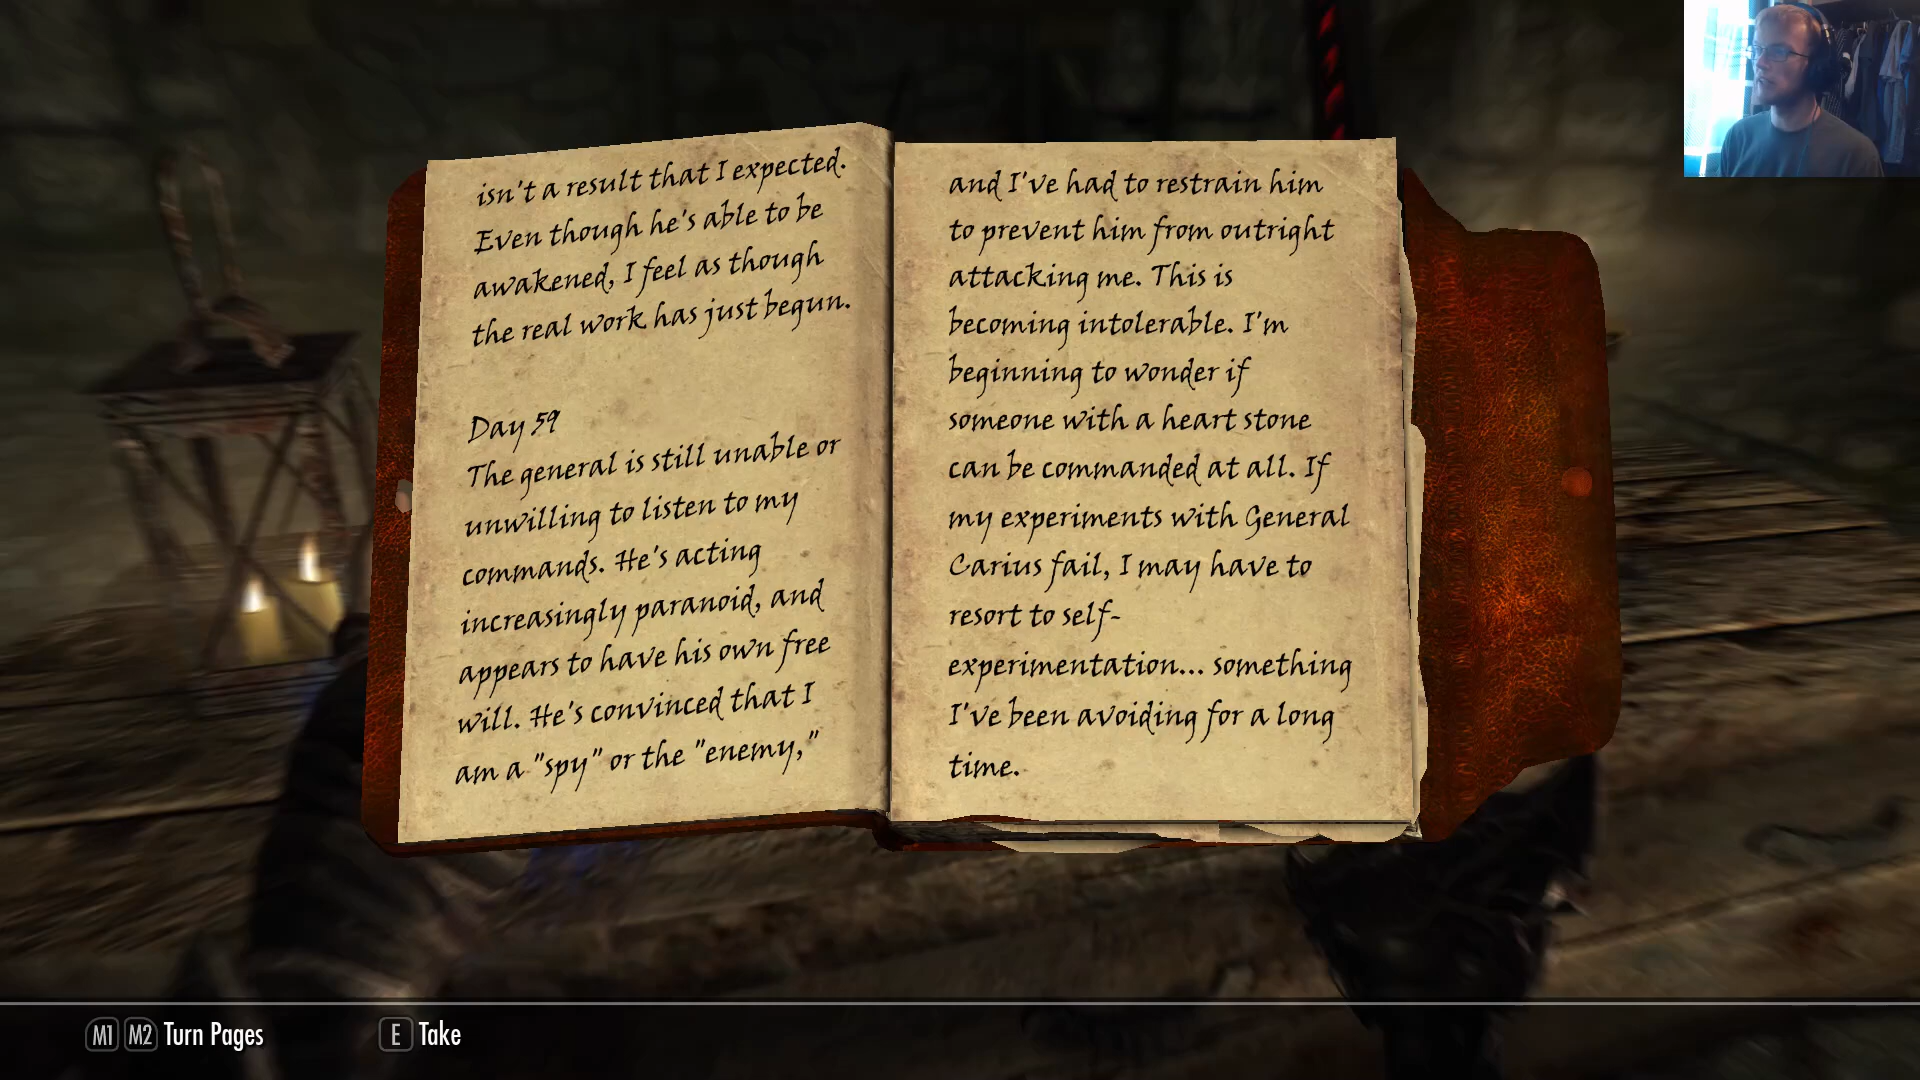 isn't a result that I expected.
Even though he's able to be
awakened, I feel as though
the real work has just begun.
Day 59
The general is still unable or
unwilling to listen to my
commands. He's acting
increasingly paranoid, and
appears to have his own free
will. He's convinced that I
am a "spy" or the "enemy,"
and I've had to restrain him
to prevent him from outright
attacking me. This is
becoming intolerable. I'm
beginning to wonder if
someone with a heart stone
can be commanded at all. If
my experiments with General
Carius fail, I may have to
resort to self-
experimentation... something
I've been avoiding for a long
time.
M1 M2 Turn Pages
E Take